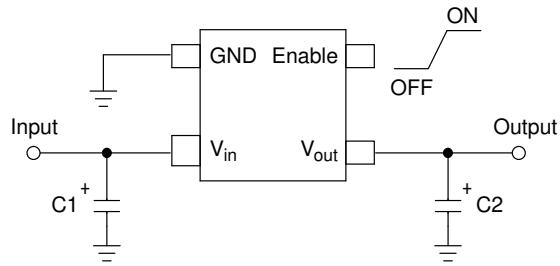 ON
GND Enable
OFF
Input
Output
Vin
Vout
C1
+
+
C2